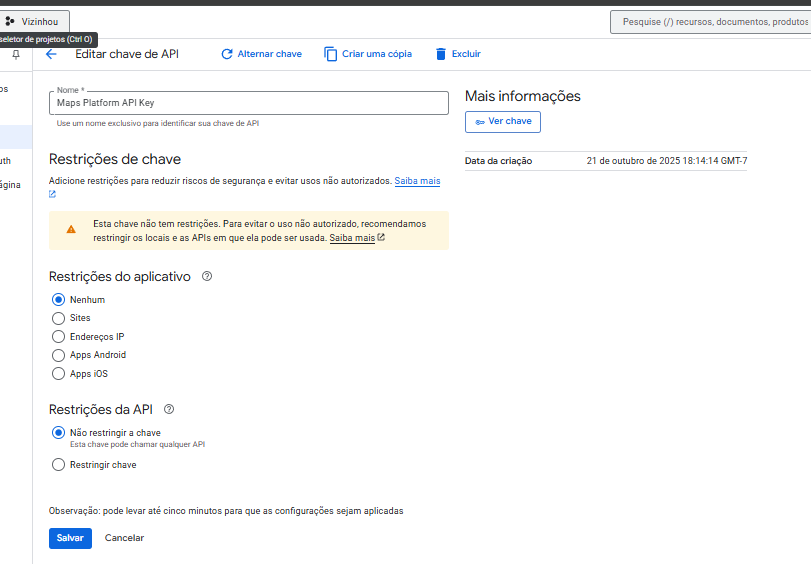 Vizinhou
Pesquise (/) recursos, documentos, produtos
seletor de projetos (Ctrl O)
Editar chave de API
Alternar chave
Criar uma cópia
Excluir
os
uth
ágina
Nome *
Maps Platform API Key
Use um nome exclusivo para identificar sua chave de API
Restrições de chave
Adicione restrições para reduzir riscos de segurança e evitar usos não autorizados. Saiba mais
Esta chave não tem restrições. Para evitar o uso não autorizado, recomendamos
restringir os locais e as APIs em que ela pode ser usada. Saiba mais
Restrições do aplicativo
Nenhum
Sites
Endereços IP
Apps Android
Apps iOS
Restrições da API
Não restringir a chave
Esta chave pode chamar qualquer API
Restringir chave
Observação: pode levar até cinco minutos para que as configurações sejam aplicadas
Salvar
Cancelar
Mais informações
Ver chave
Data da criação
21 de outubro de 2025 18:14:14 GMT-7